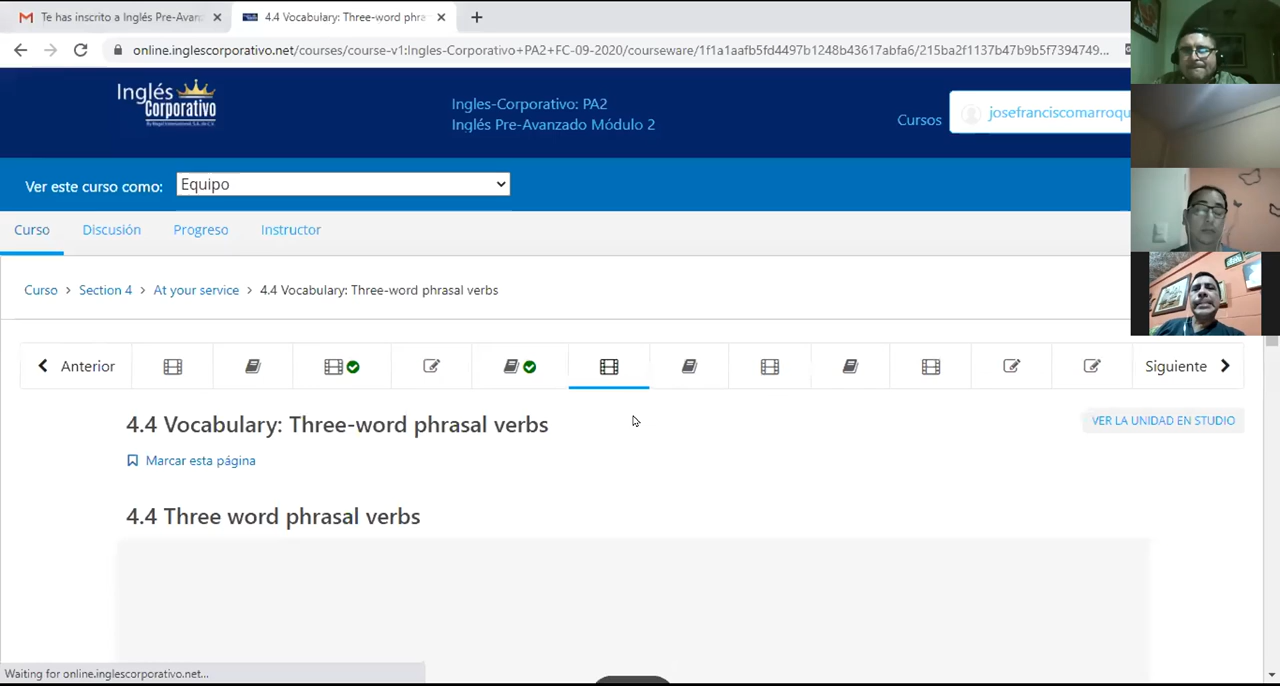 Te has inscrito a Inglés Pre-Avan
4.4 Vocabulary: Three-word phra
online.inglescorporativo.net/courses/course-v1:Ingles-Corporativo+PA2+FC-09-2020/courseware/1f1a1aafb5fd4497b1248b43617abfa6/215ba2f1137b47b9b5f7394749...
Inglés
Corporativo
Ingles-Corporativo: PA2
Inglés Pre-Avanzado Módulo 2
Cursos
josefranciscomarroqu
Ver este curso como:
Equipo
Curso
Discusión
Progreso
Instructor
Curso > Section 4 > At your service > 4.4 Vocabulary: Three-word phrasal verbs
Anterior
Siguiente
4.4 Vocabulary: Three-word phrasal verbs
VER LA UNIDAD EN STUDIO
Marcar esta página
4.4 Three word phrasal verbs
Waiting for online.inglescorporativo.net...